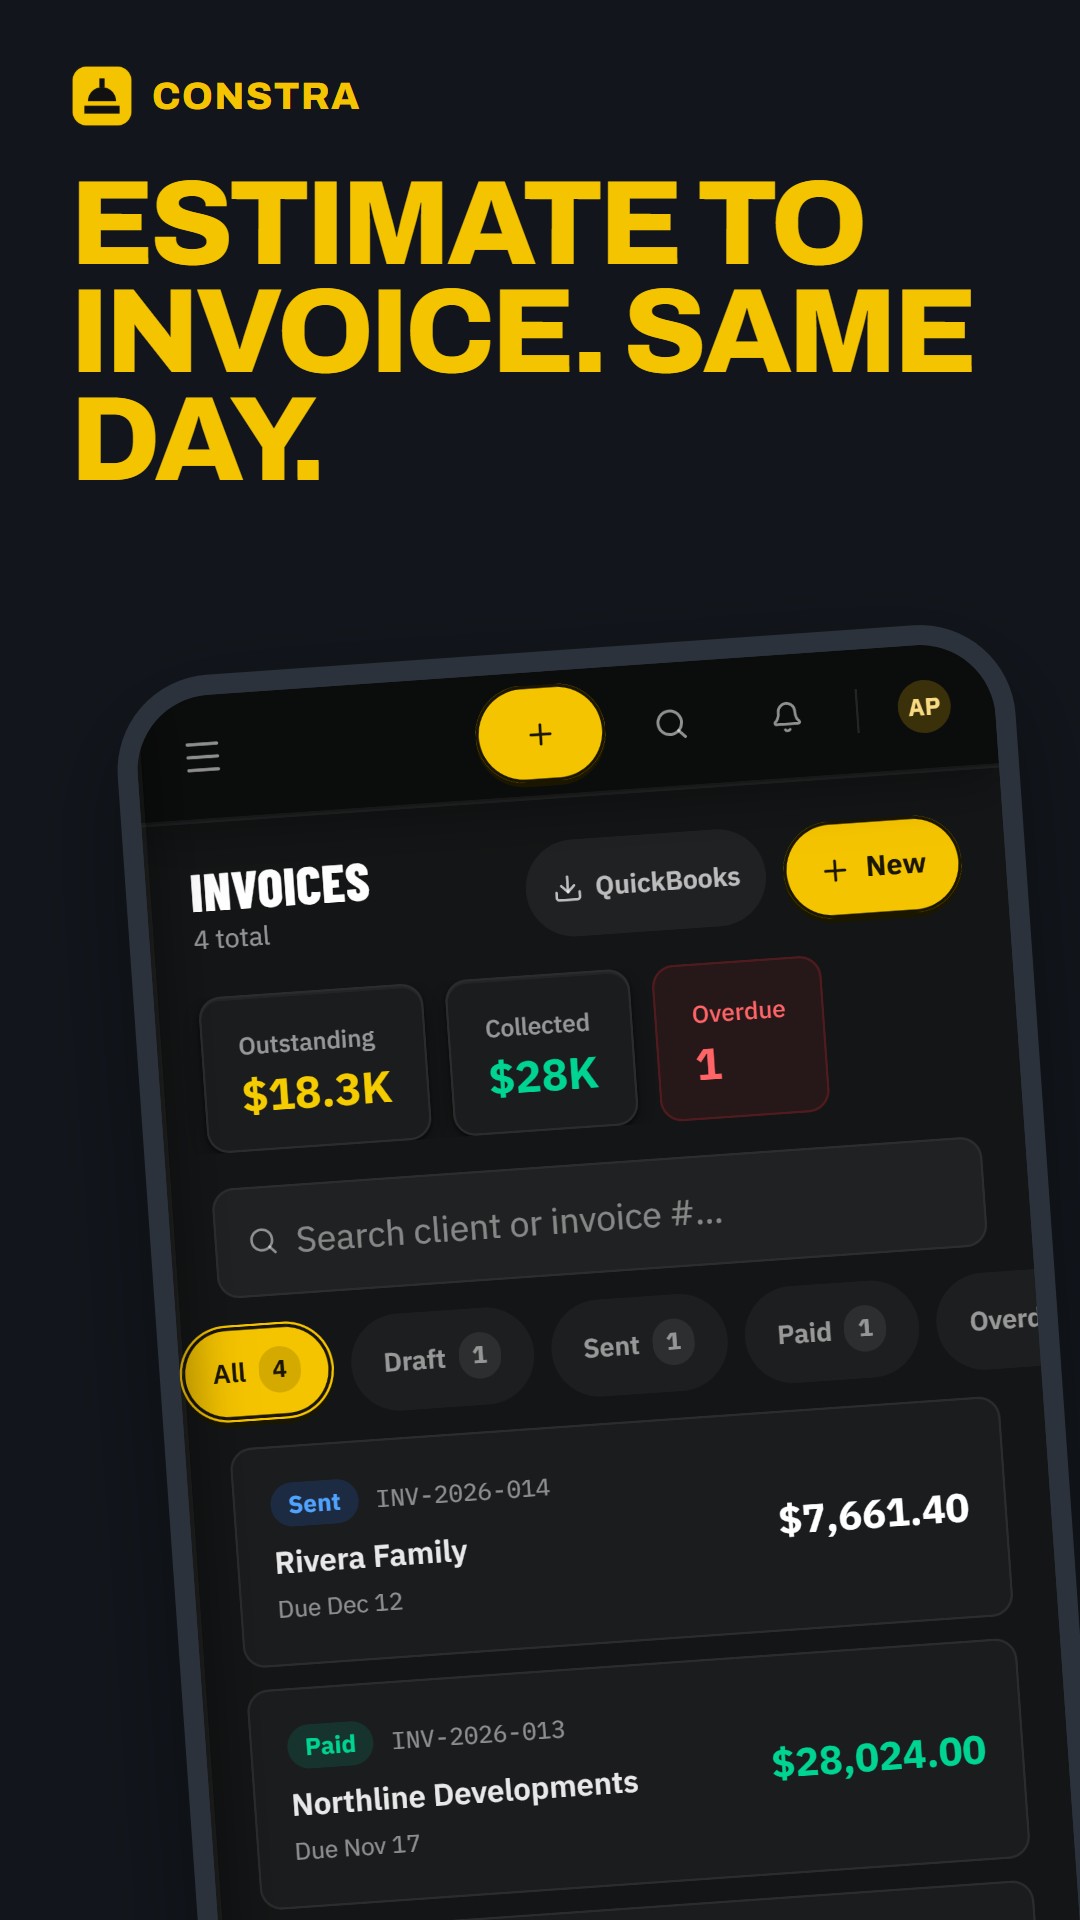 CONSTRA
ESTIMATE TO
INVOICE. SAME
DAY.
+
AP
INVOICES
4 total
QuickBooks
+ New
Outstanding
$18.3K
Collected
$28K
Overdue
1
Search client or invoice #...
All 4
Draft 1
Sent 1
Paid 1
Sent INV-2026-014
Rivera Family
Due Dec 12
$7,661.40
Paid INV-2026-013
Northline Developments
Due Nov 17
$28,024.00